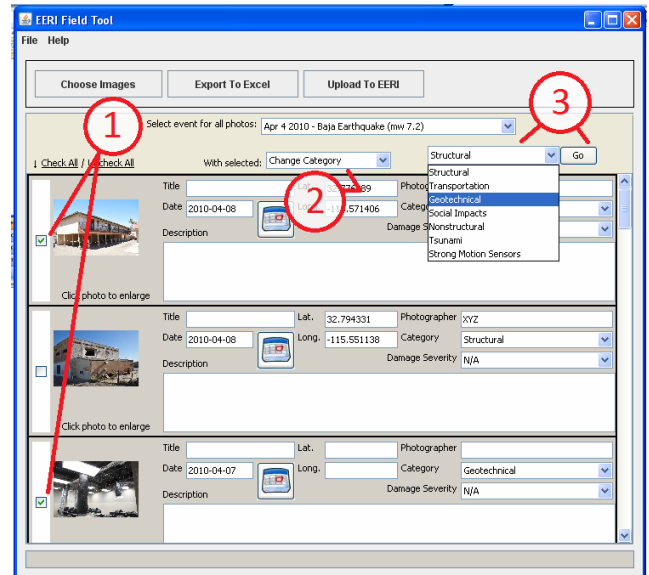 EERI Field Tool
File Help
Choose Images Export To Excel Upload To EERI
1 3
Select event for all photos: Apr 4 2010 - Baja Earthquake (mw 7.2)
↓ Check All / Uncheck All With selected: Change Category Structural Go
Structural
Transportation
Geotechnical
Social Impacts
Nonstructural
Tsunami
Strong Motion Sensors
2
Title Lat.
Date 2010-04-08 -115.571406
Description
Click photo to enlarge
Title Lat. 32.794331 Photographer XYZ
Date 2010-04-08 Long. -115.551138 Category Structural
Description Damage Severity N/A
Click photo to enlarge
Title Lat. Photographer
Date 2010-04-07 Long. Category Geotechnical
Description Damage Severity N/A